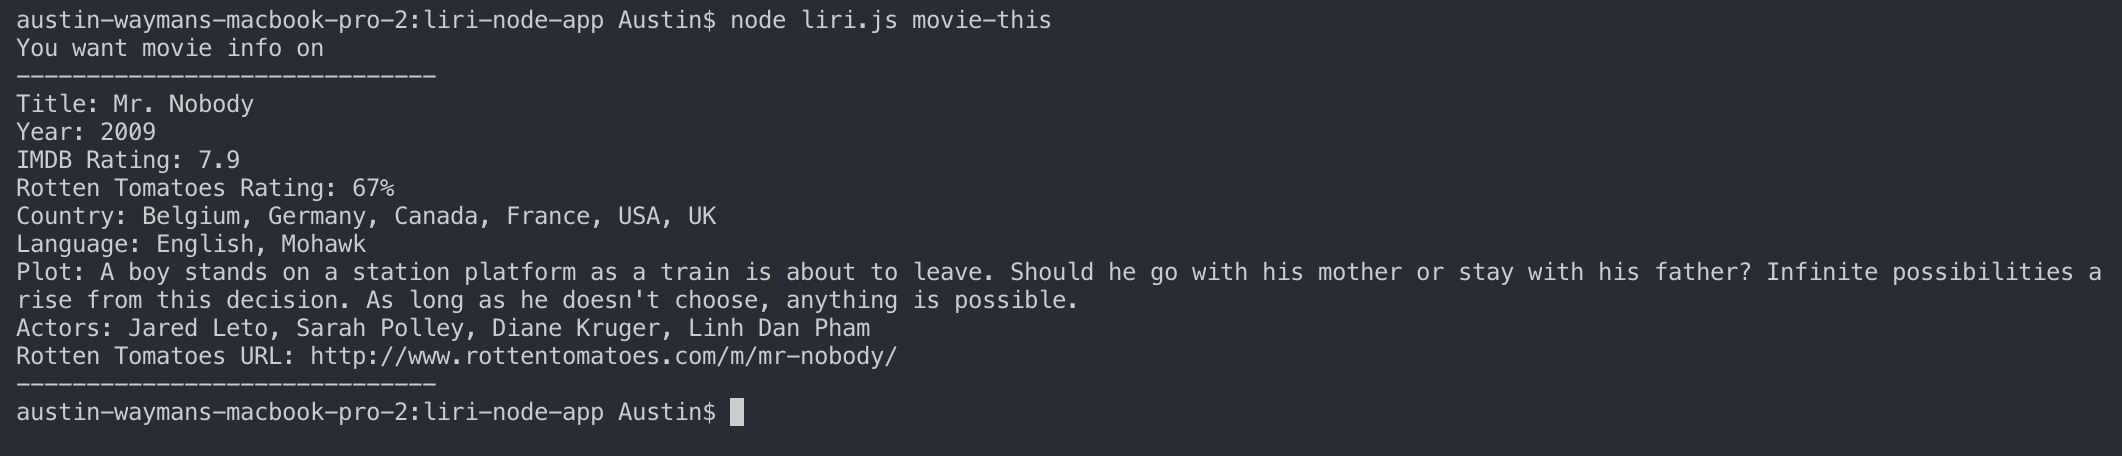 austin-waymans-macbook-pro-2:liri-node-app Austin$ node liri.js movie-this
You want movie info on
------------------------------
Title: Mr. Nobody
Year: 2009
IMDB Rating: 7.9
Rotten Tomatoes Rating: 67%
Country: Belgium, Germany, Canada, France, USA, UK
Language: English, Mohawk
Plot: A boy stands on a station platform as a train is about to leave. Should he go with his mother or stay with his father? Infinite possibilities a
rise from this decision. As long as he doesn't choose, anything is possible.
Actors: Jared Leto, Sarah Polley, Diane Kruger, Linh Dan Pham
Rotten Tomatoes URL: http://www.rottentomatoes.com/m/mr-nobody/
------------------------------
austin-waymans-macbook-pro-2:liri-node-app Austin$